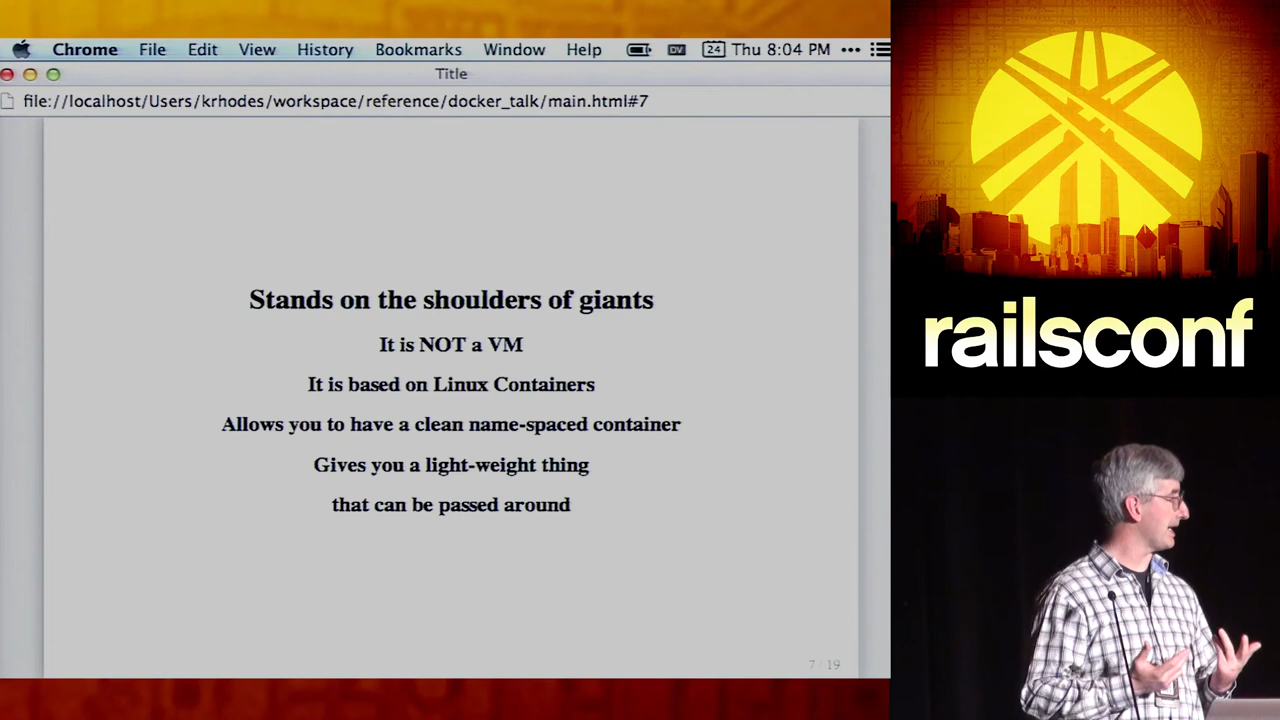 Chrome File Edit View History Bookmarks Window Help DV 24 Thu 8:04 PM
Title
file://localhost/Users/krhodes/workspace/reference/docker_talk/main.html#7
Stands on the shoulders of giants
It is NOT a VM
It is based on Linux Containers
Allows you to have a clean name-spaced container
Gives you a light-weight thing
that can be passed around
7 / 19
railsconf